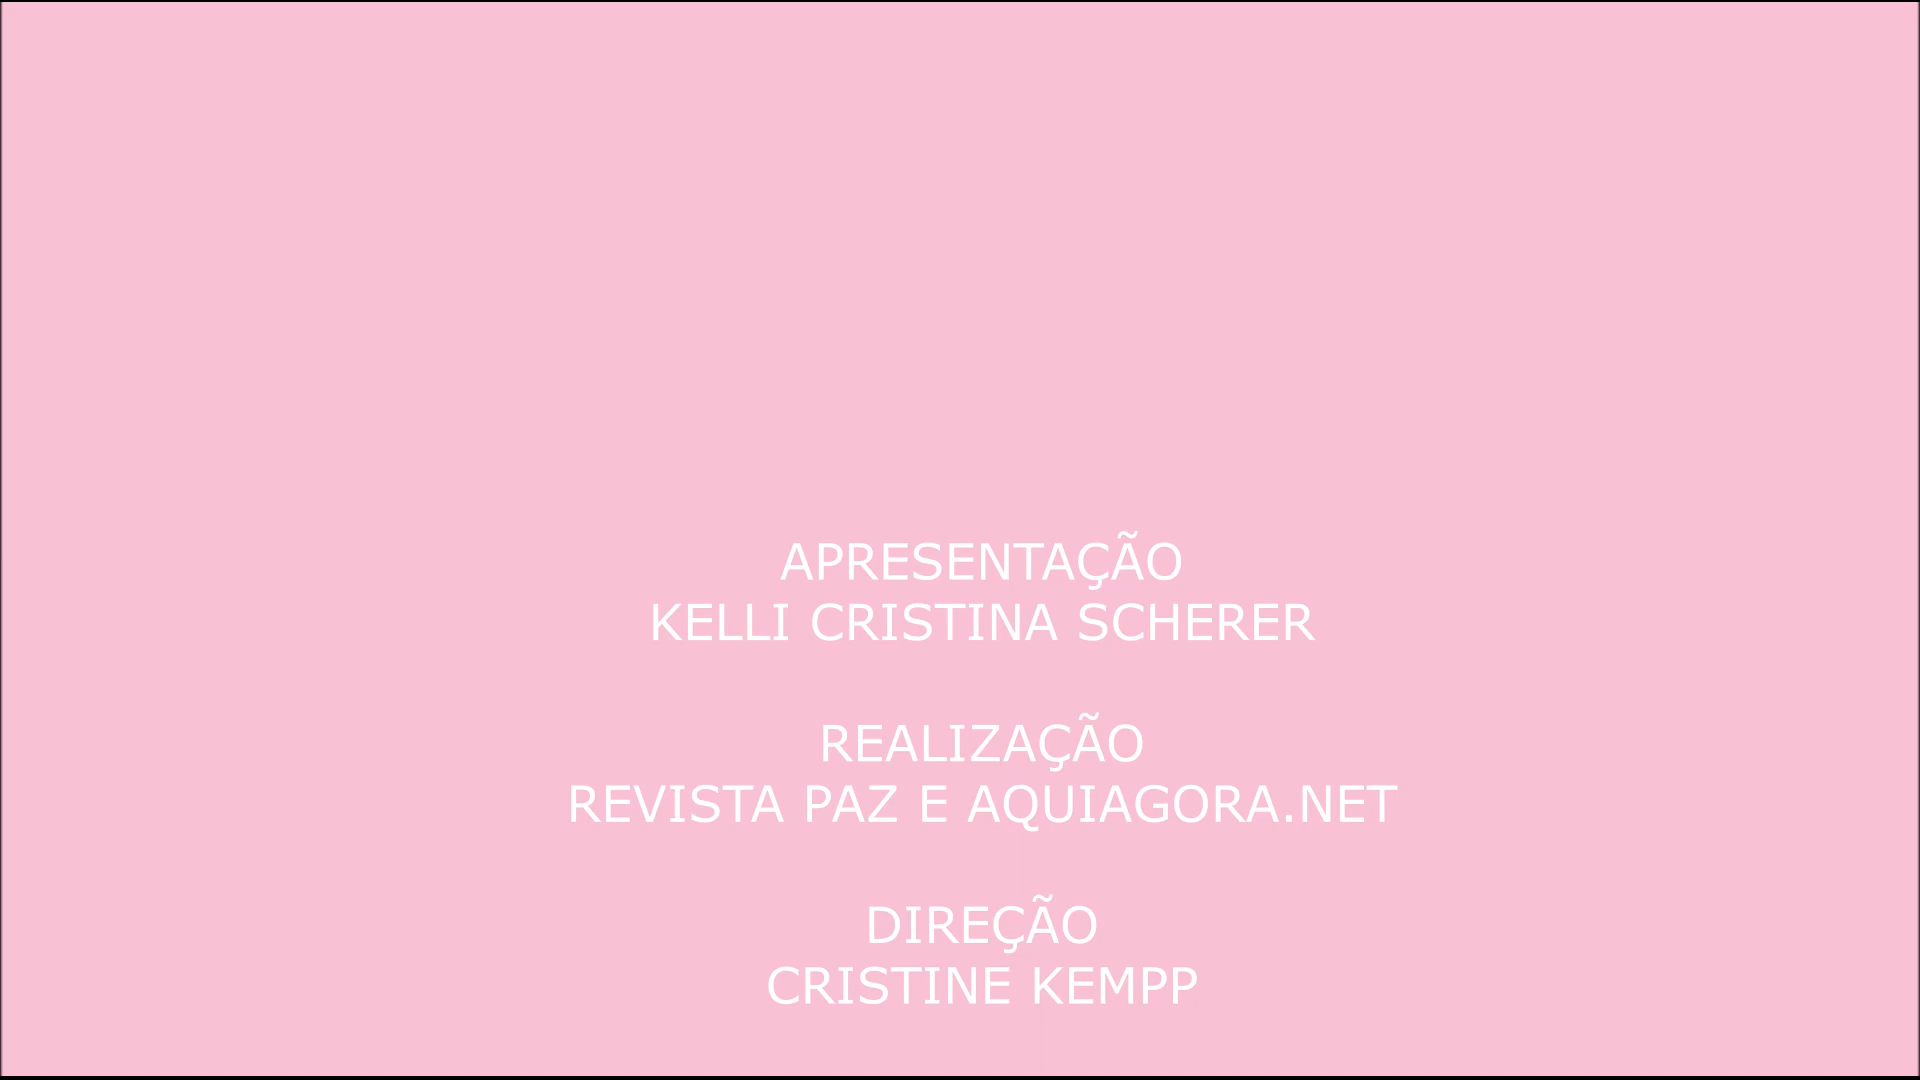 APRESENTAÇÃO
KELLI CRISTINA SCHERER
REALIZAÇÃO
REVISTA PAZ E AQUIAGORA.NET
DIREÇÃO
CRISTINE KEMPP